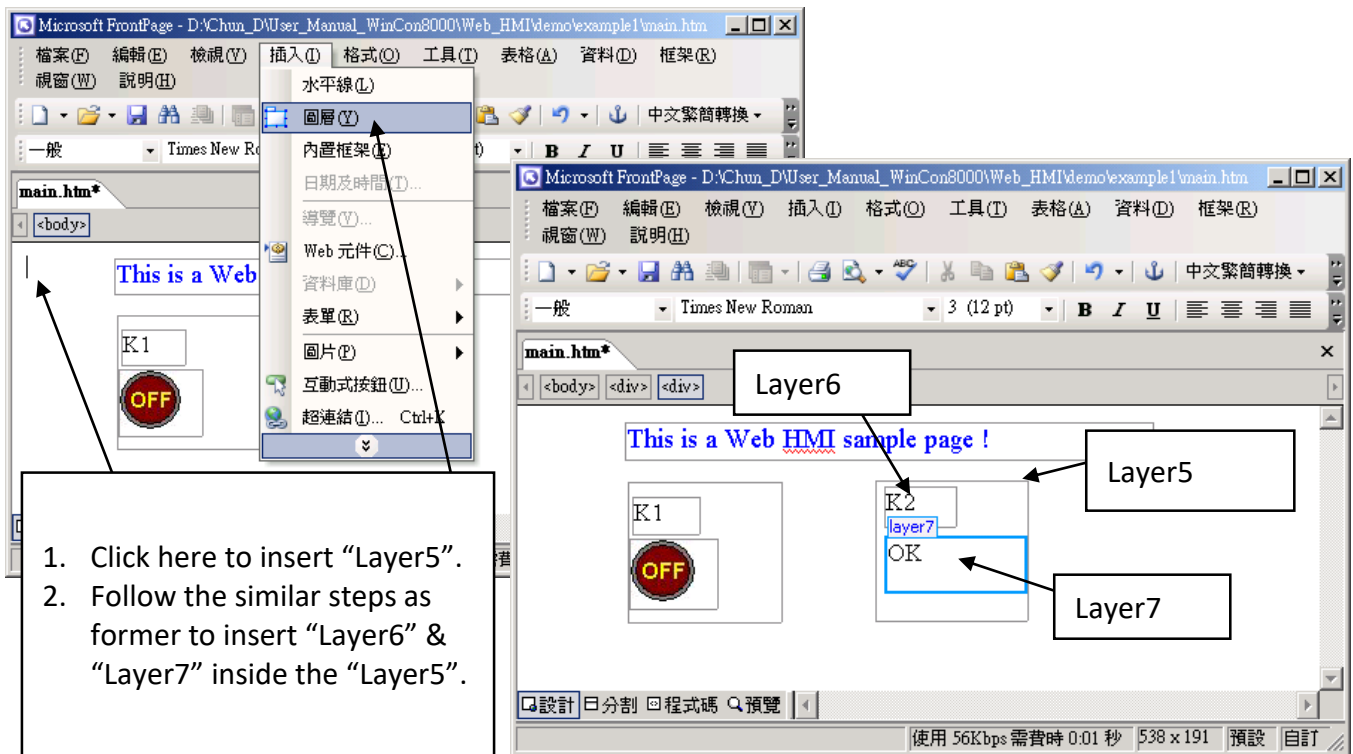 Microsoft FrontPage - D:\Chun_D\User_Manual_WinCon8000\Web_HMI\demo\example1\main.htm
檔案(F) 編輯(E) 檢視(V) 插入(I) 格式(O) 工具(T) 表格(A) 資料(D) 框架(R)
視窗(W) 說明(H)
中文繁簡轉換
一般 Times New Ro
B I U
main.htm*
<body>
This is a Web
K1
OFF
水平線(L)
圖層(Y)
內置框架(E)
日期及時間(T)...
導覽(V)...
Web 元件(C)...
資料庫(D)
表單(R)
圖片(P)
互動式按鈕(U)...
超連結(I)... Ctrl+K
1. Click here to insert “Layer5”.
2. Follow the similar steps as
former to insert “Layer6” &
“Layer7” inside the “Layer5”.
Microsoft FrontPage - D:\Chun_D\User_Manual_WinCon8000\Web_HMI\demo\example1\main.htm
檔案(F) 編輯(E) 檢視(V) 插入(I) 格式(O) 工具(T) 表格(A) 資料(D) 框架(R)
視窗(W) 說明(H)
ABC 中文繁簡轉換
一般 Times New Roman 3 (12 pt) B I U
main.htm*
<body> <div> <div>
Layer6
This is a Web HMI sample page !
Layer5
K1
OFF
K2
layer7
OK
Layer7
設計 分割 程式碼 預覽
使用 56Kbps 需費時 0:01 秒 538 x 191 預設 自訂